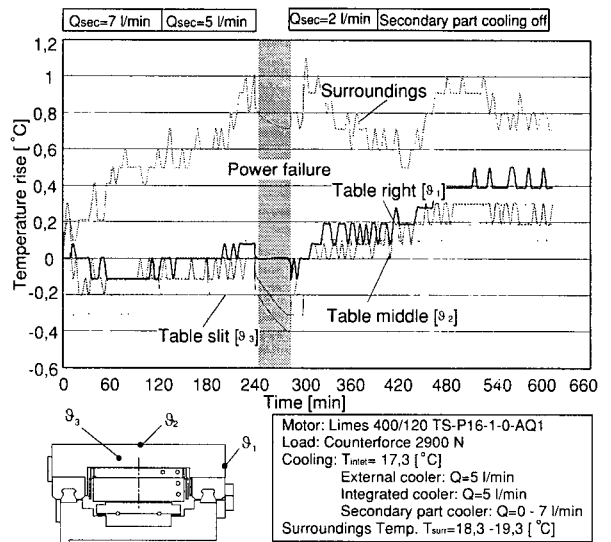 Qsec=7 l/min Qsec=5 l/min Qsec=2 l/min Secondary part cooling off
Temperature rise [˚C]
1,2
1
0,8
0,6
0,4
0,2
0
-0,2
-0,4
-0,6
Surroundings
Power failure
Table right [ϑ1]
Table slit [ϑ3]
Table middle [ϑ2]
0 60 120 180 240 300 360 420 480 540 600 660
Time [min]
ϑ3 ϑ2 ϑ1
Motor: Limes 400/120 TS-P16-1-0-AQ1
Load: Counterforce 2900 N
Cooling: Tintet= 17,3 [˚C]
External cooler: Q=5 l/min
Integrated cooler: Q=5 l/min
Secondary part cooler: Q=0 - 7 l/min
Surroundings Temp. Tsurr=18,3 -19,3 [˚C]